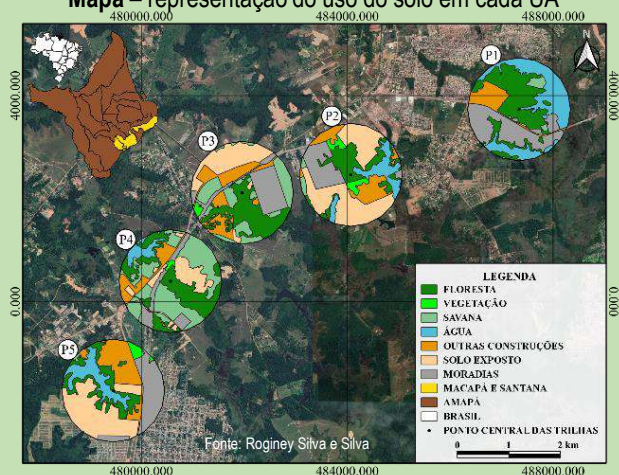 Mapa – representação do uso do solo em cada UA
480000.000 484000.000 488000.000
N
P1
4000.000 4000.000
P2
P3
P4
0.000 0.000
P5
LEGENDA
FLORESTA
VEGETAÇÃO
SAVANA
ÁGUA
OUTRAS CONSTRUÇÕES
SOLO EXPOSTO
MORADIAS
MACAPÁ E SANTANA
AMAPÁ
BRASIL
PONTO CENTRAL DAS TRILHAS
0 1 2 km
Fonte: Roginey Silva e Silva
480000.000 484000.000 488000.000